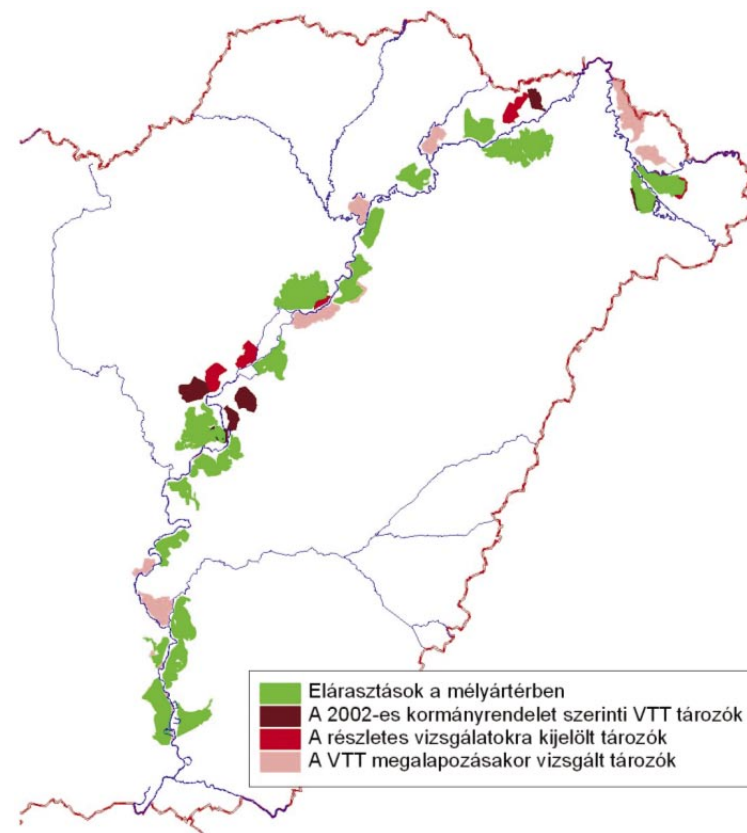 Elárasztások a mélyártérben
A 2002-es kormányrendelet szerinti VTT tározók
A részletes vizsgálatokra kijelölt tározók
A VTT megalapozásakor vizsgált tározók